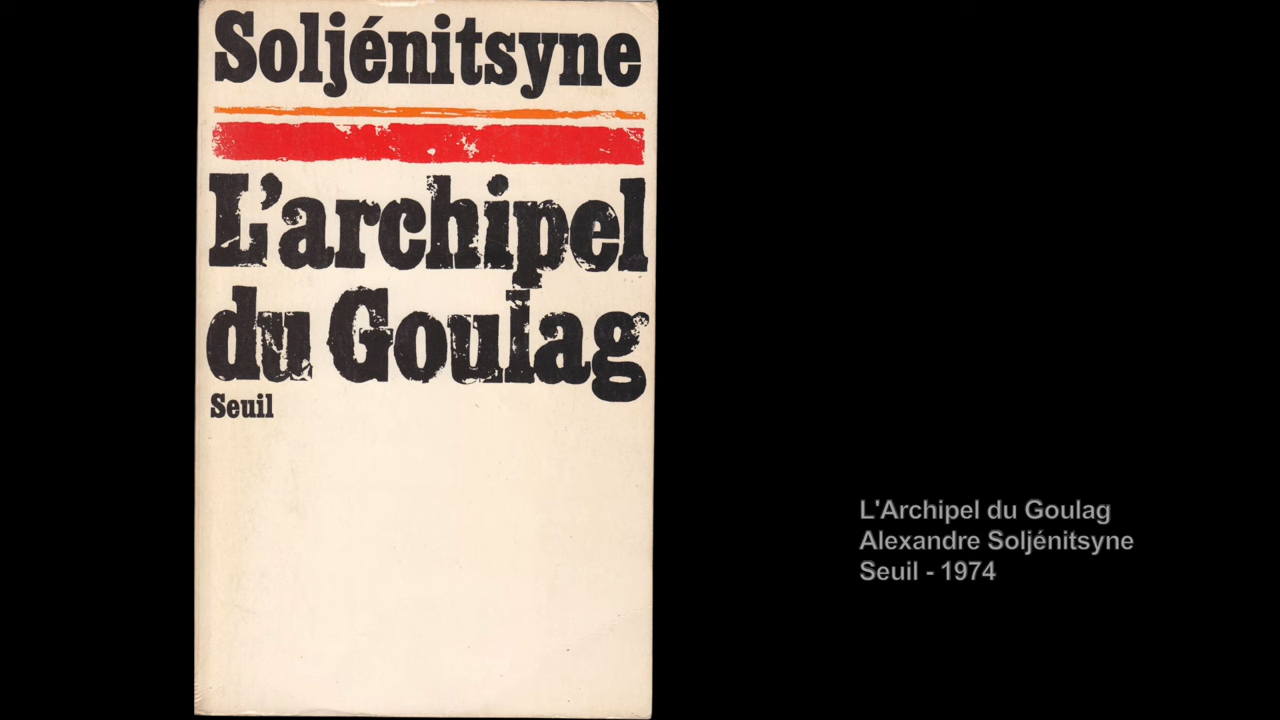 Soljénitsyne
L'archipel
du Goulag
Seuil
L'Archipel du Goulag
Alexandre Soljénitsyne
Seuil - 1974